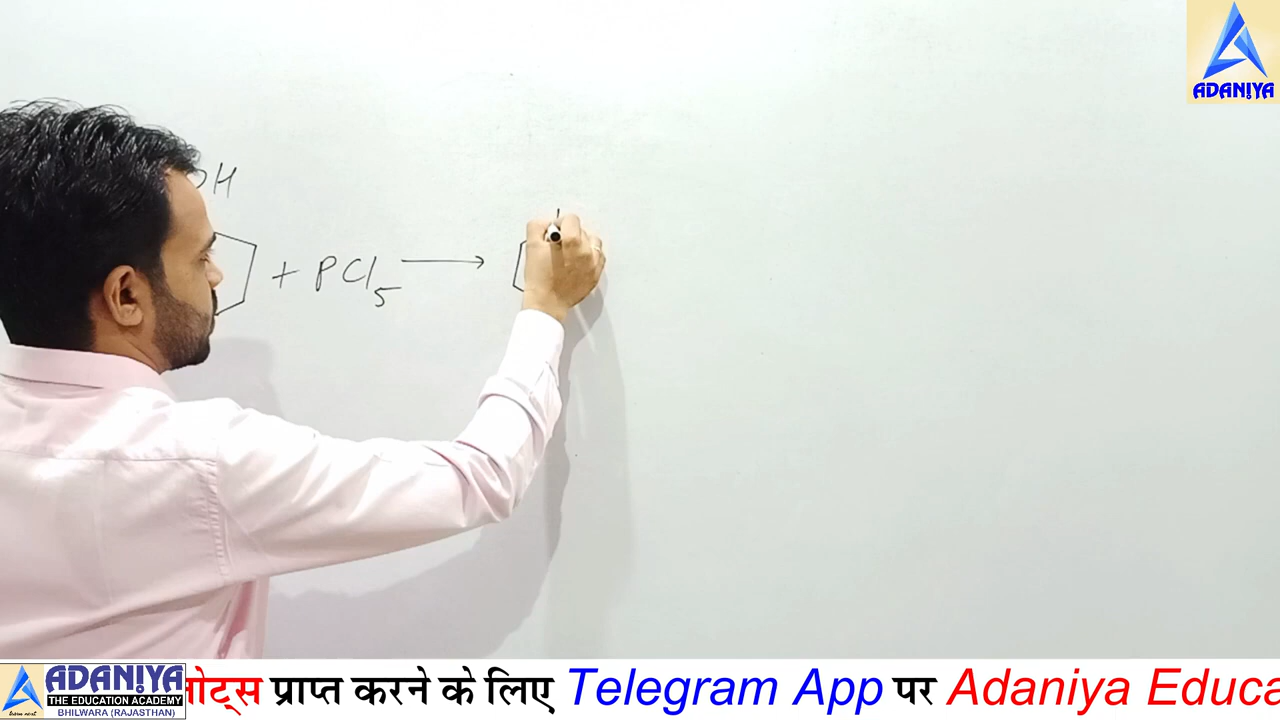 ADANIYA
OH
+ PCl5 ⟶
ADANIYA
THE EDUCATION ACADEMY
BHILWARA (RAJASTHAN)
नोट्स प्राप्त करने के लिए Telegram App पर Adaniya Educa